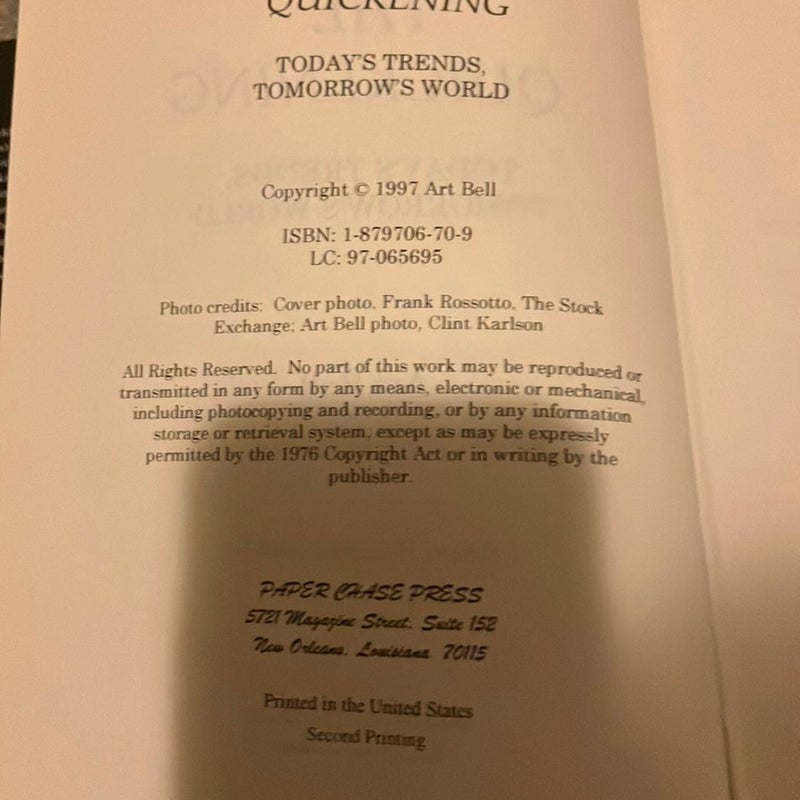 QUICKENING
TODAY'S TRENDS,
TOMORROW'S WORLD
Copyright © 1997 Art Bell
ISBN: 1-879706-70-9
LC: 97-065695
Photo credits: Cover photo, Frank Rossotto, The Stock
Exchange; Art Bell photo, Clint Karlson
All Rights Reserved. No part of this work may be reproduced or
transmitted in any form by any means, electronic or mechanical,
including photocopying and recording, or by any information
storage or retrieval system, except as may be expressly
permitted by the 1976 Copyright Act or in writing by the
publisher.
PAPER CHASE PRESS
5721 Magazine Street, Suite 152
New Orleans, Louisiana 70115
Printed in the United States
Second Printing